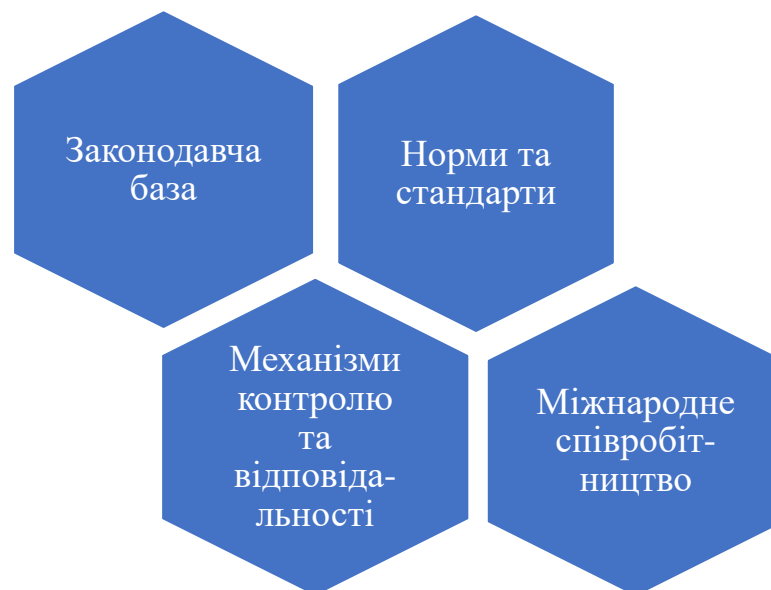 Законодавча
база
Норми та
стандарти
Механізми
контролю
та
відповіда-
льності
Міжнародне
співробіт-
ництво